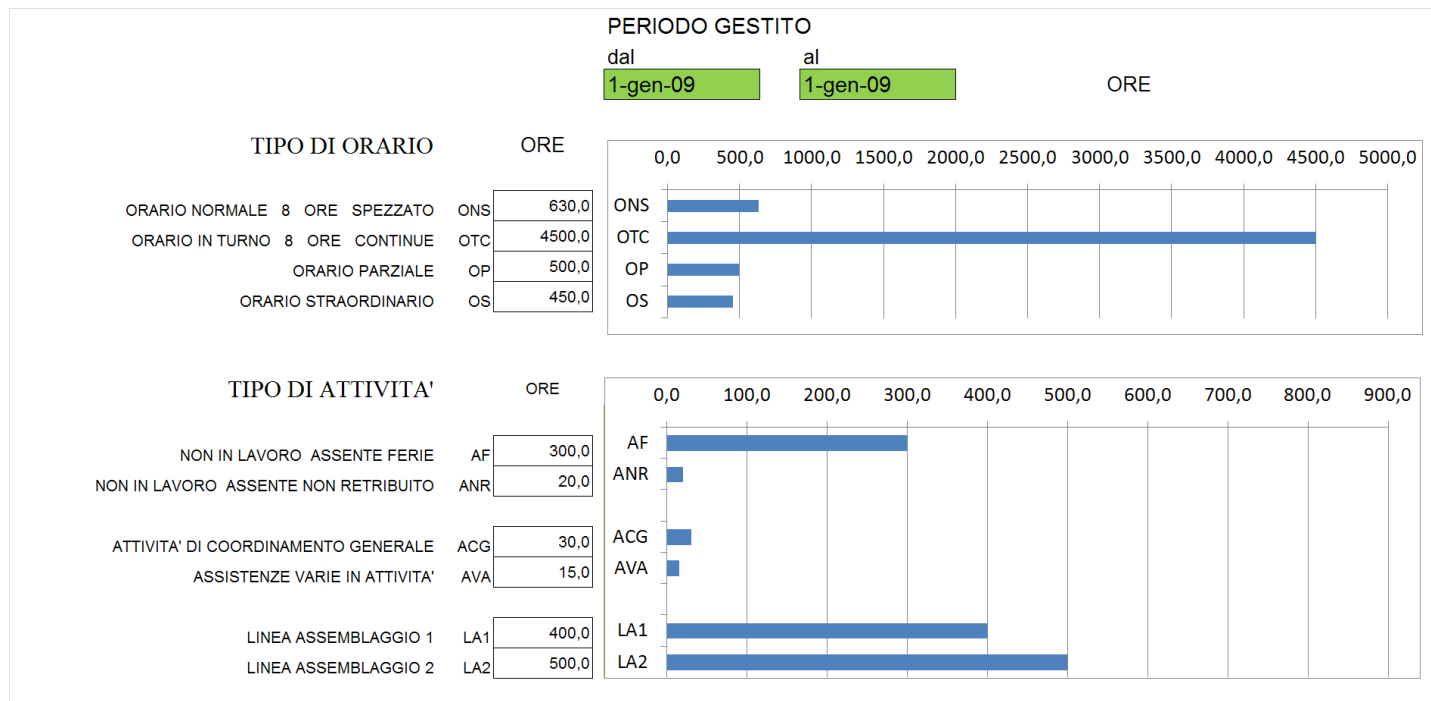 PERIODO GESTITO
dal al
1-gen-09 1-gen-09 ORE
TIPO DI ORARIO ORE
0,0 500,0 1000,0 1500,0 2000,0 2500,0 3000,0 3500,0 4000,0 4500,0 5000,0
ORARIO NORMALE 8 ORE SPEZZATO ONS 630,0 ONS
ORARIO IN TURNO 8 ORE CONTINUE OTC 4500,0 OTC
ORARIO PARZIALE OP 500,0 OP
ORARIO STRAORDINARIO OS 450,0 OS
TIPO DI ATTIVITA' ORE
0,0 100,0 200,0 300,0 400,0 500,0 600,0 700,0 800,0 900,0
NON IN LAVORO ASSENTE FERIE AF 300,0 AF
NON IN LAVORO ASSENTE NON RETRIBUITO ANR 20,0 ANR
ATTIVITA' DI COORDINAMENTO GENERALE ACG 30,0 ACG
ASSISTENZE VARIE IN ATTIVITA' AVA 15,0 AVA
LINEA ASSEMBLAGGIO 1 LA1 400,0 LA1
LINEA ASSEMBLAGGIO 2 LA2 500,0 LA2